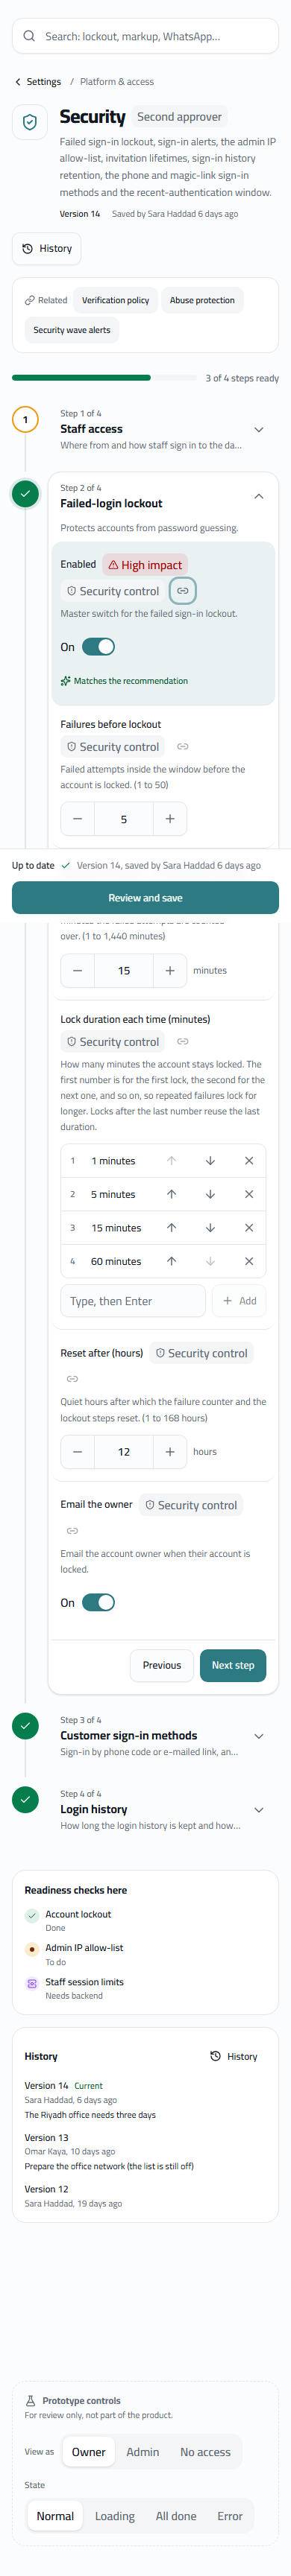 Search: lockout, markup, WhatsApp...
Settings / Platform & access
Security Second approver
Failed sign-in lockout, sign-in alerts, the admin IP
allow-list, invitation lifetimes, sign-in history
retention, the phone and magic-link sign-in
methods and the recent-authentication window.
Version 14 Saved by Sara Haddad 6 days ago
History
Related Verification policy Abuse protection
Security wave alerts
3 of 4 steps ready
1
Step 1 of 4
Staff access
Where from and how staff sign in to the da...
Step 2 of 4
Failed-login lockout
Protects accounts from password guessing.
Enabled High impact
Security control
Master switch for the failed sign-in lockout.
On
Matches the recommendation
Failures before lockout
Security control
Failed attempts inside the window before the
account is locked. (1 to 50)
5
Up to date Version 14, saved by Sara Haddad 6 days ago
Review and save
over. (1 to 1,440 minutes)
15 minutes
Lock duration each time (minutes)
Security control
How many minutes the account stays locked. The
first number is for the first lock, the second for the
next one, and so on, so repeated failures lock for
longer. Locks after the last number reuse the last
duration.
1 1 minutes
2 5 minutes
3 15 minutes
4 60 minutes
Type, then Enter Add
Reset after (hours) Security control
Quiet hours after which the failure counter and the
lockout steps reset. (1 to 168 hours)
12 hours
Email the owner Security control
Email the account owner when their account is
locked.
On
Previous Next step
Step 3 of 4
Customer sign-in methods
Sign-in by phone code or e-mailed link, an...
Step 4 of 4
Login history
How long the login history is kept and how...
Readiness checks here
Account lockout
Done
Admin IP allow-list
To do
Staff session limits
Needs backend
History History
Version 14 Current
Sara Haddad, 6 days ago
The Riyadh office needs three days
Version 13
Omar Kaya, 10 days ago
Prepare the office network (the list is still off)
Version 12
Sara Haddad, 19 days ago
Prototype controls
For review only, not part of the product.
View as Owner Admin No access
State
Normal Loading All done Error